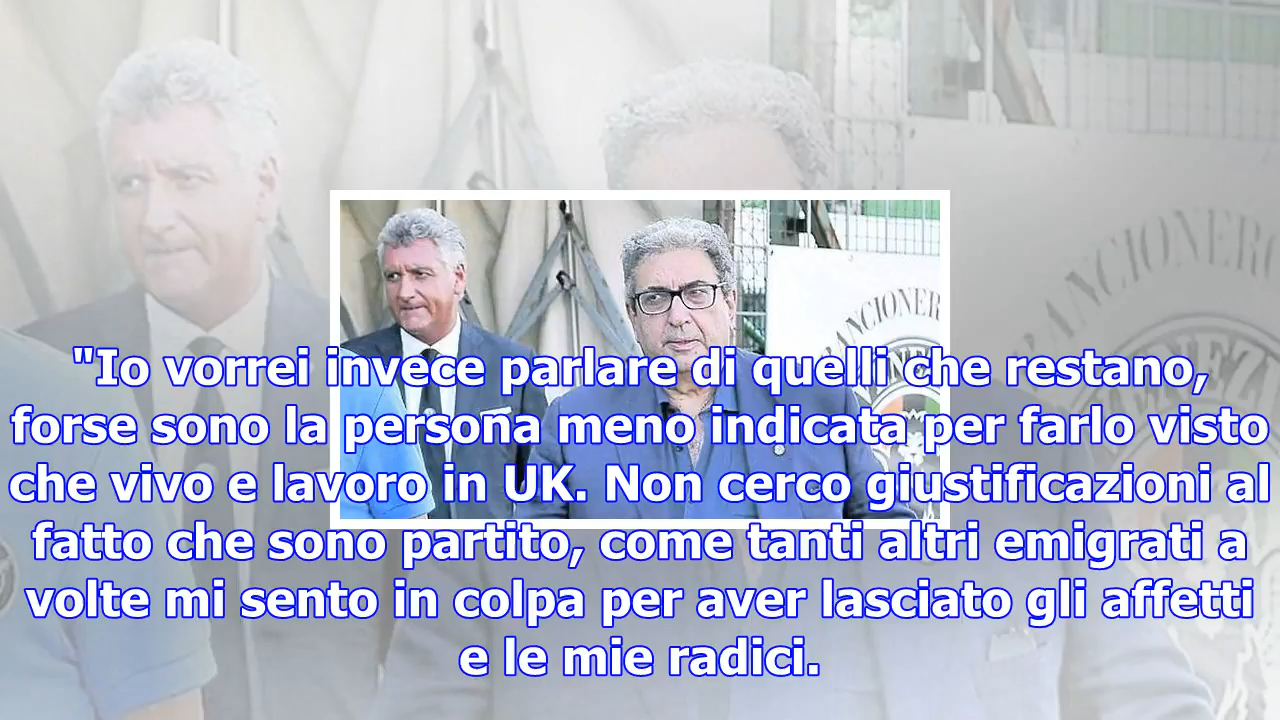 "Io vorrei invece parlare di quelli che restano,
forse sono la persona meno indicata per farlo visto
che vivo e lavoro in UK. Non cerco giustificazioni al
fatto che sono partito, come tanti altri emigrati a
volte mi sento in colpa per aver lasciato gli affetti
e le mie radici.